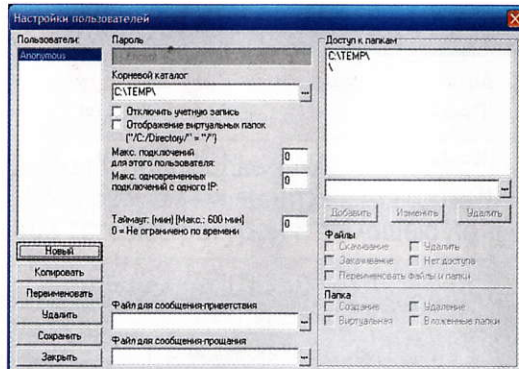 Настройки пользователей
Пользователи:
Anonymous
Новый
Копировать
Переименовать
Удалить
Сохранить
Закрыть
Пароль
Корневой каталог
C:\TEMP\
...
Отключить учетную запись
Отображение виртуальных папок
("/C:/Directory/" = "/")
Макс. подключений
для этого пользователя:
0
Макс. одновременных
подключений с одного IP:
0
Таймаут: (мин) (Макс.: 600 мин)
0 = Не ограничено по времени
0
Файл для сообщения-приветствия
...
Файл для сообщения-прощания
...
Доступ к папкам
C:\TEMP\
\
...
Добавить Изменить Удалить
Файлы
Скачивание Удалить
Закачивание Нет доступа
Переименовать файлы и папки
Папка
Создание Удаление
Виртуальная Вложенные папки